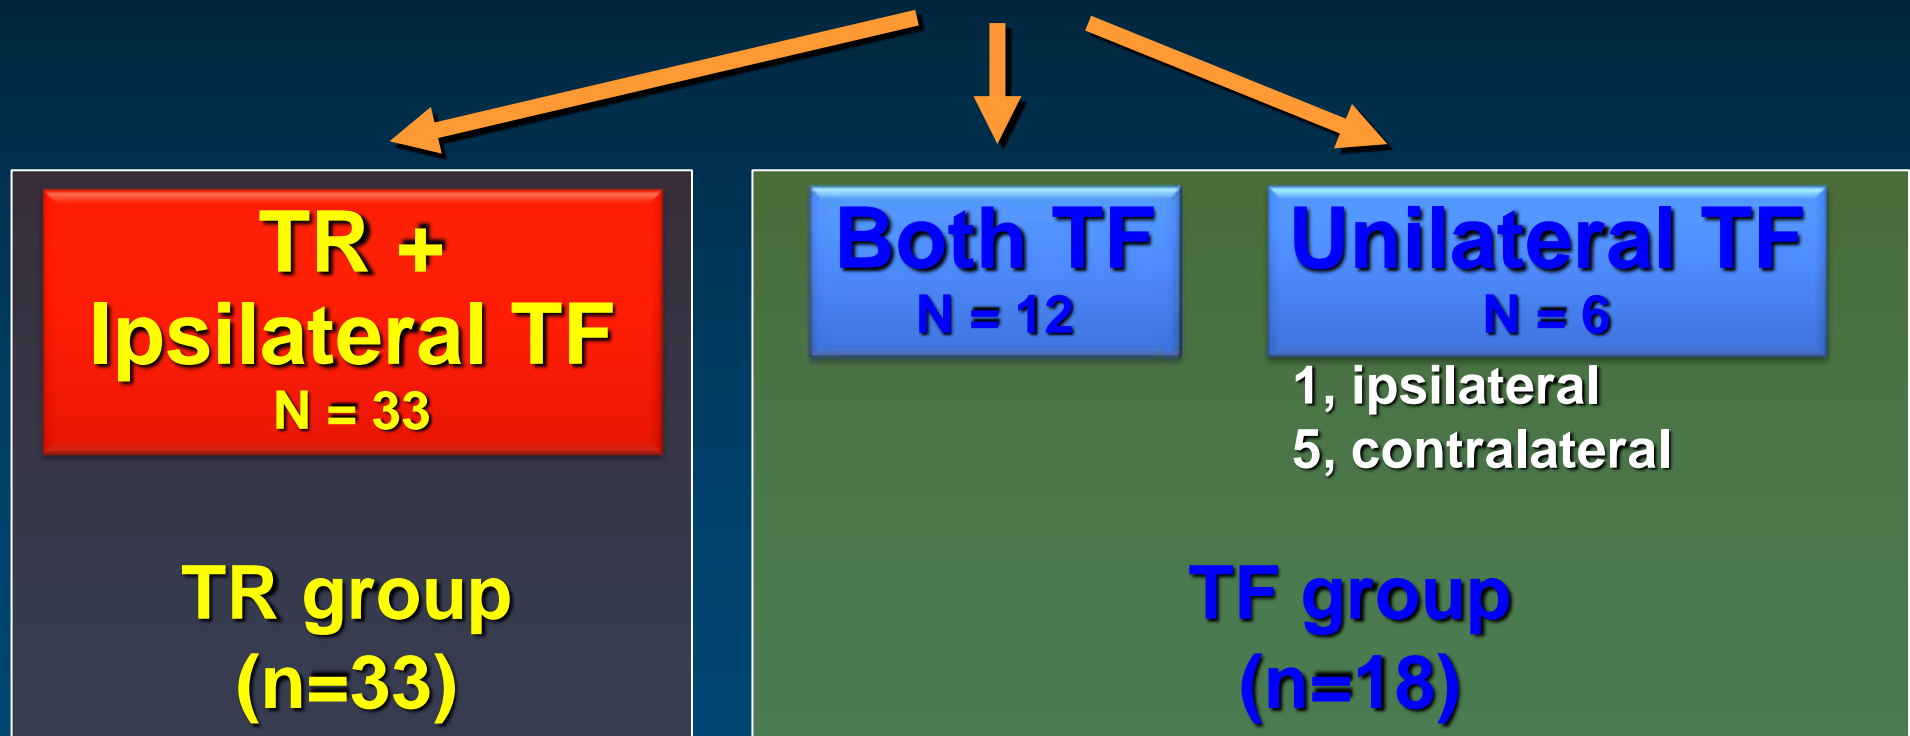 TR +
Ipsilateral TF
N = 33
TR group
(n=33)
Both TF
N = 12
Unilateral TF
N = 6
1, ipsilateral
5, contralateral
TF group
(n=18)